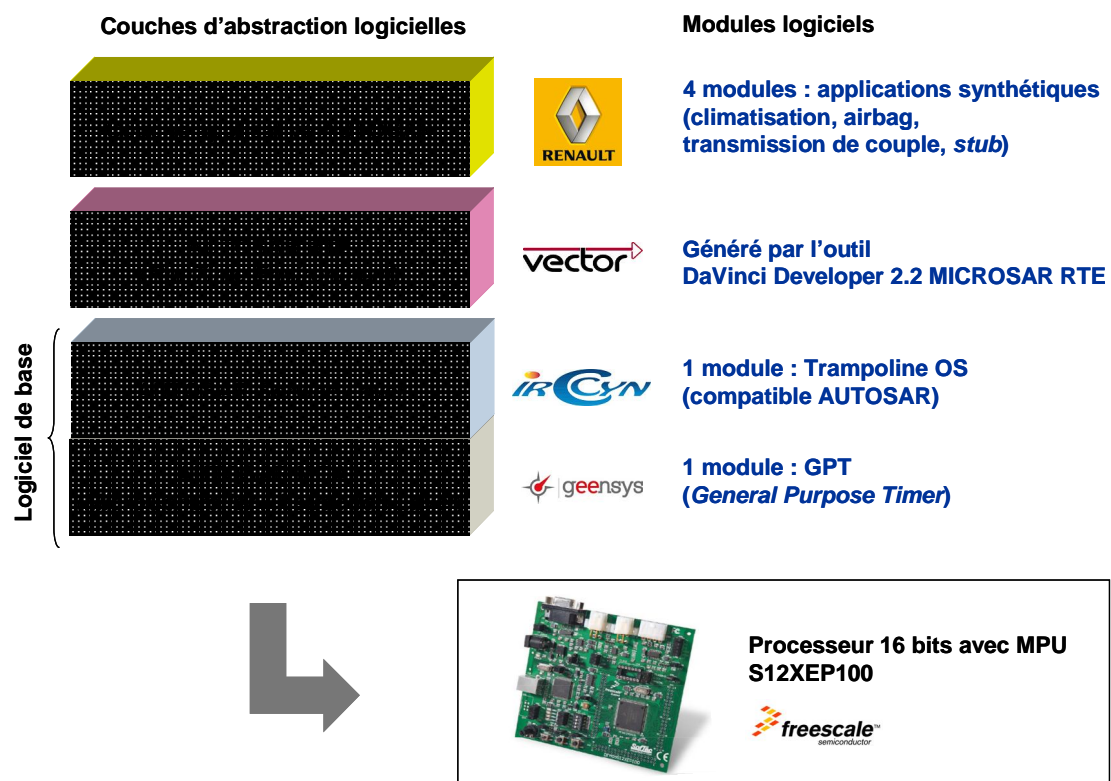 Couches d'abstraction logicielles
Modules logiciels
RENAULT
4 modules : applications synthétiques
(climatisation, airbag,
transmission de couple, stub)
vector
Généré par l'outil
DaVinci Developer 2.2 MICROSAR RTE
Logiciel de base
IRCCyN
1 module : Trampoline OS
(compatible AUTOSAR)
geensys
1 module : GPT
(General Purpose Timer)
Processeur 16 bits avec MPU
S12XEP100
freescale™
semiconductor
SofTec